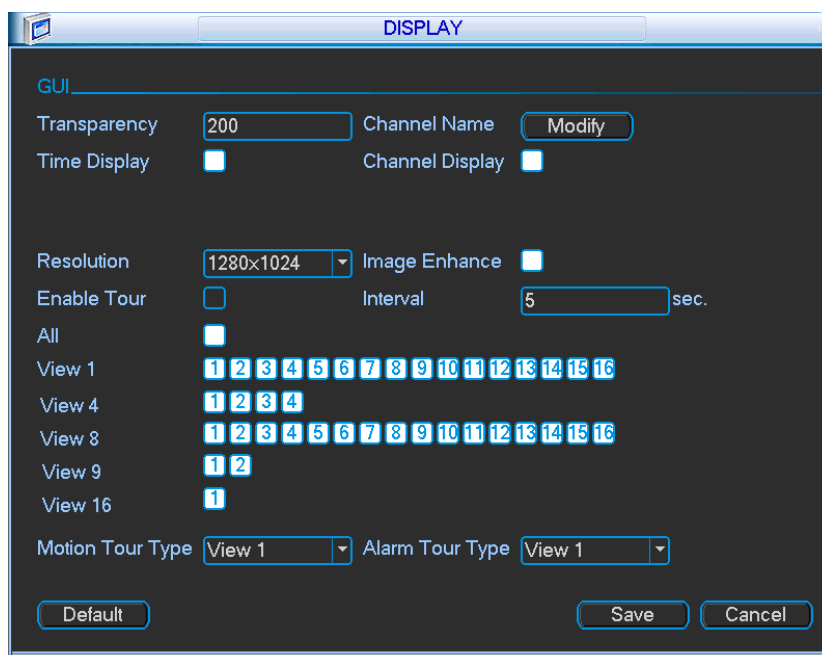 DISPLAY
GUI
Transparency 200 Channel Name Modify
Time Display Channel Display
Resolution 1280x1024 Image Enhance
Enable Tour Interval 5 sec.
All
View 1 1 2 3 4 5 6 7 8 9 10 11 12 13 14 15 16
View 4 1 2 3 4
View 8 1 2 3 4 5 6 7 8 9 10 11 12 13 14 15 16
View 9 1 2
View 16 1
Motion Tour Type View 1 Alarm Tour Type View 1
Default Save Cancel